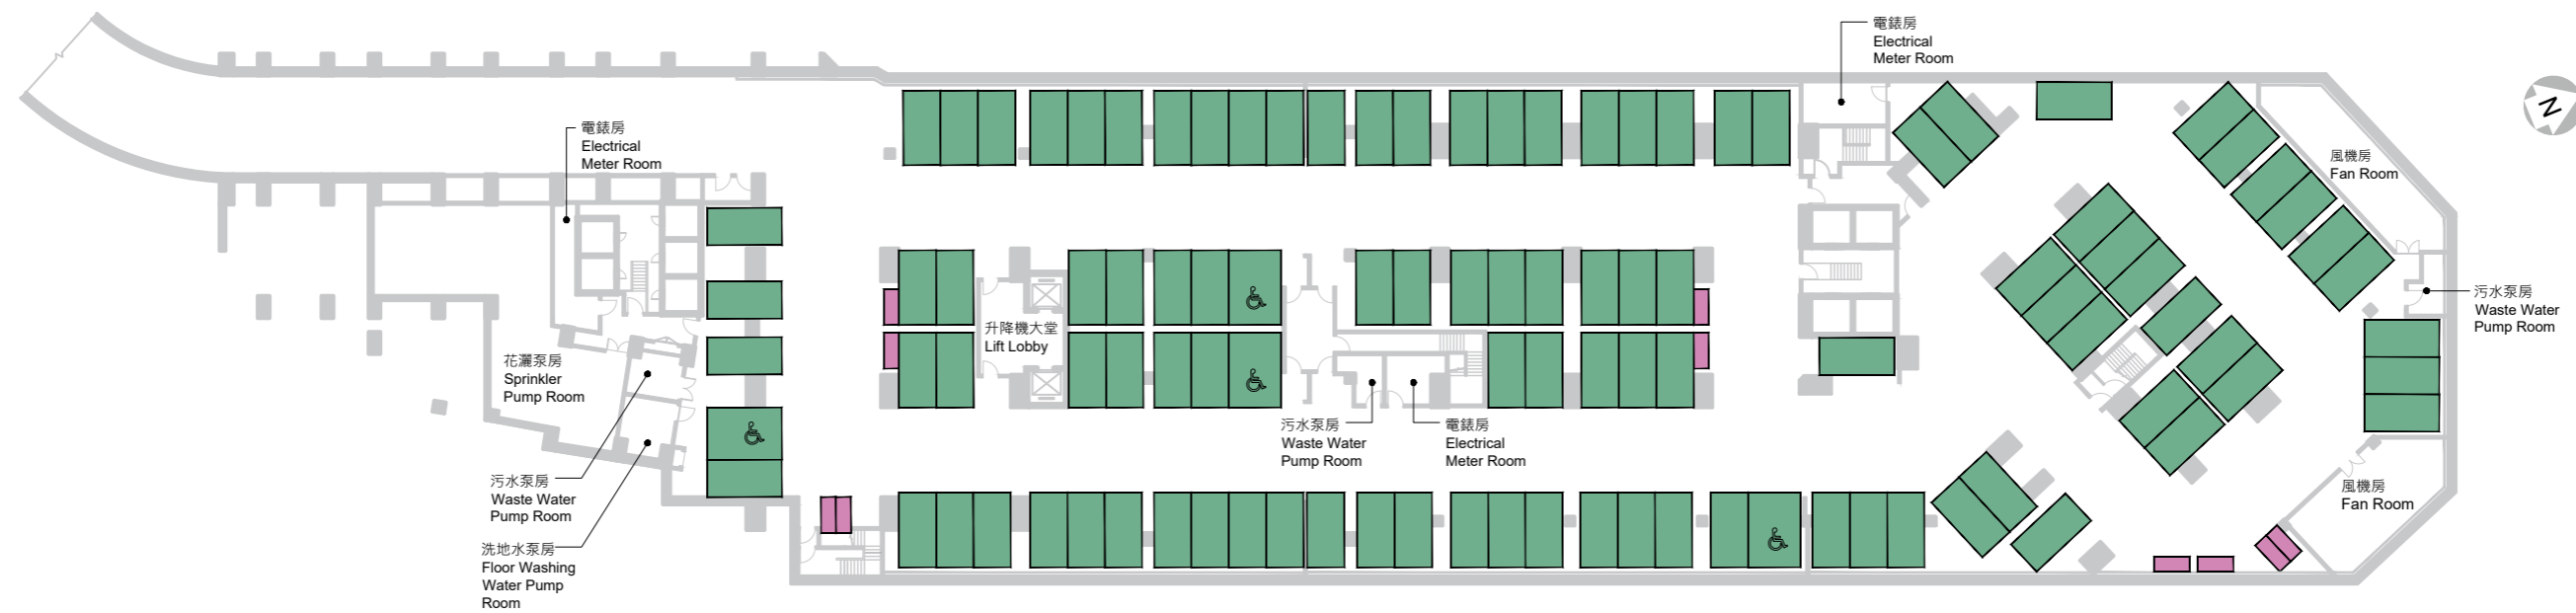 電錶房
Electrical
Meter Room
N
電錶房
Electrical
Meter Room
風機房
Fan Room
污水泵房
Waste Water
Pump Room
升降機大堂
Lift Lobby
花灑泵房
Sprinkler
Pump Room
污水泵房
Waste Water
Pump Room
電錶房
Electrical
Meter Room
污水泵房
Waste Water
Pump Room
風機房
Fan Room
洗地水泵房
Floor Washing
Water Pump
Room